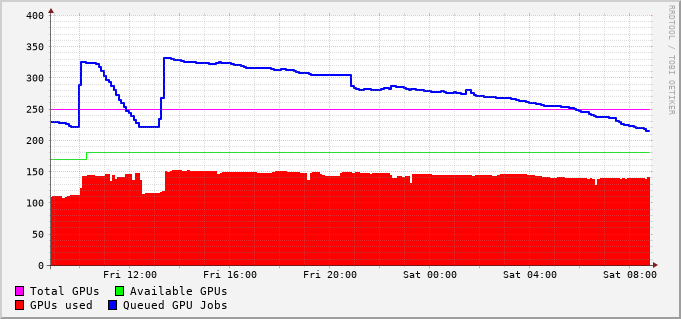 400
350
300
250
200
150
100
50
0
Fri 12:00 Fri 16:00 Fri 20:00 Sat 00:00 Sat 04:00 Sat 08:00
Total GPUs Available GPUs
GPUs used Queued GPU Jobs
RRDTOOL / TOBI OETIKER